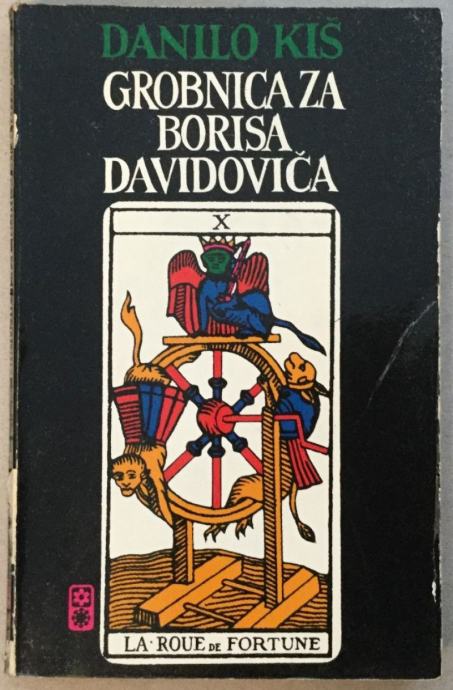 DANILO KIŠ
GROBNICA ZA
BORISA
DAVIDOVIČA
X
LA·ROUE DE FORTUNE